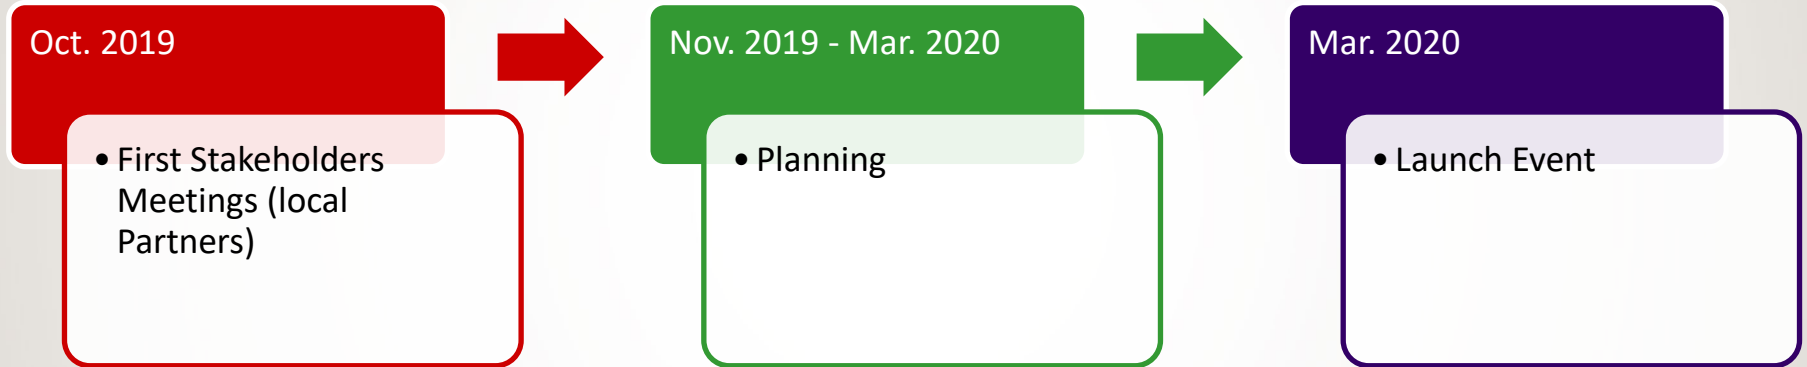 Oct. 2019
• First Stakeholders
Meetings (local
Partners)
Nov. 2019 - Mar. 2020
• Planning
Mar. 2020
• Launch Event